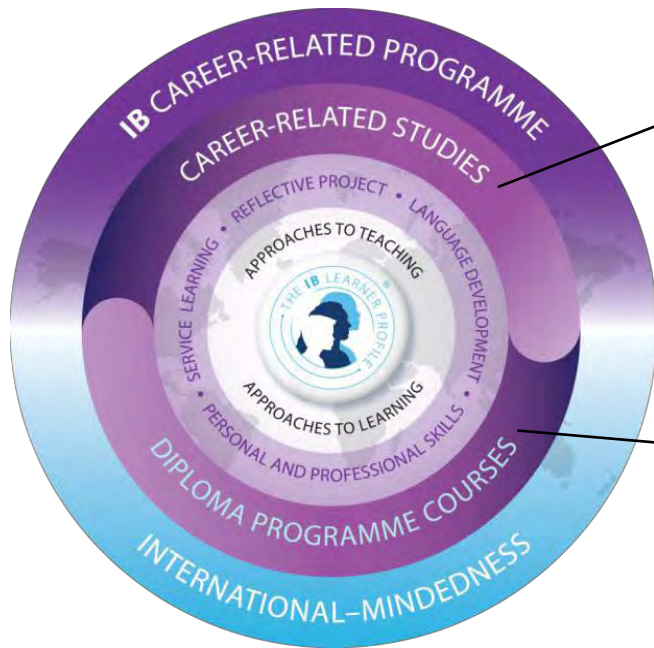 IB CAREER-RELATED PROGRAMME
CAREER-RELATED STUDIES
SERVICE LEARNING • REFLECTIVE PROJECT • LANGUAGE DEVELOPMENT • PERSONAL AND PROFESSIONAL SKILLS •
APPROACHES TO TEACHING
• THE IB LEARNER PROFILE • ®
APPROACHES TO LEARNING
DIPLOMA PROGRAMME COURSES
INTERNATIONAL–MINDEDNESS